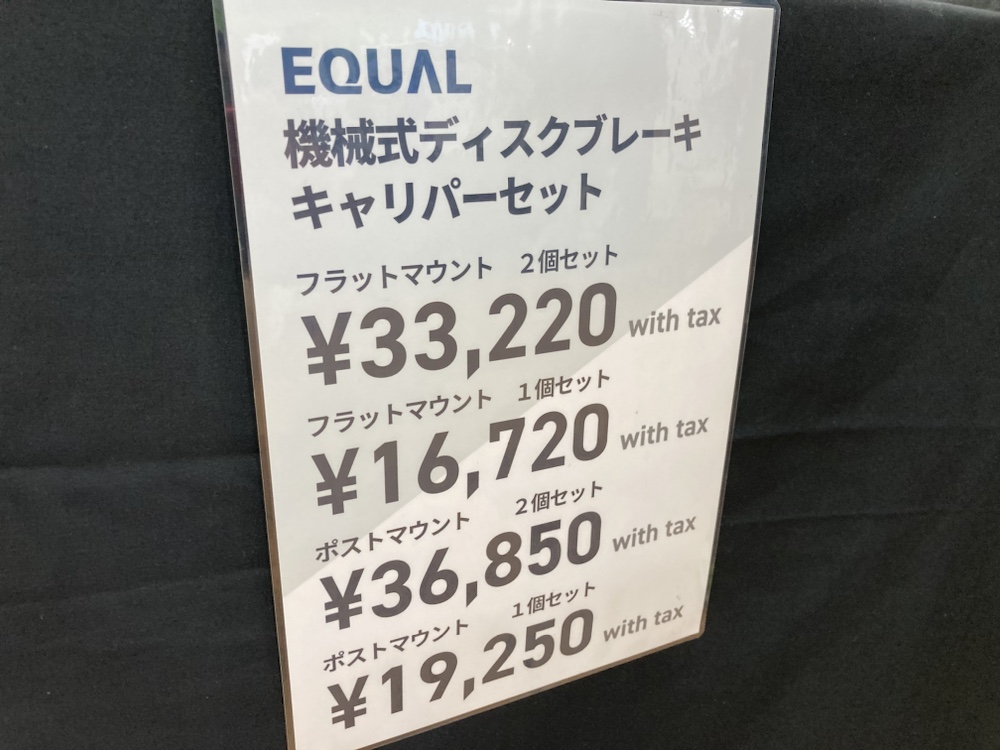 EQUAL
機械式ディスクブレーキ
キャリパーセット
フラットマウント 2個セット
¥33,220 with tax
フラットマウント 1個セット
¥16,720 with tax
ポストマウント 2個セット
¥36,850 with tax
ポストマウント 1個セット
¥19,250 with tax